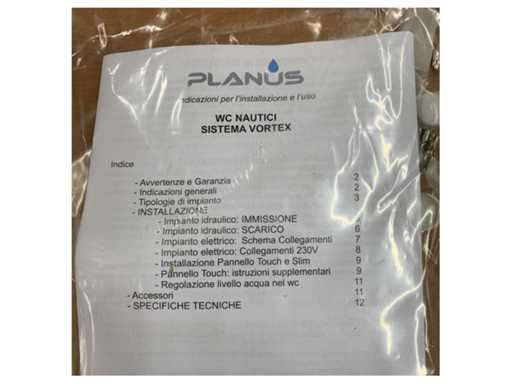 PLANUS
Indicazioni per l'installazione e l'uso
WC NAUTICI
SISTEMA VORTEX
Indice
- Avvertenze e Garanzia 2
- Indicazioni generali 2
- Tipologie di impianto 3
- INSTALLAZIONE
- Impianto idraulico: IMMISSIONE
- Impianto idraulico: SCARICO 6
- Impianto elettrico: Schema Collegamenti 7
- Impianto elettrico: Collegamenti 230V 8
- Installazione Pannello Touch e Slim 9
- Pannello Touch: istruzioni supplementari 9
- Regolazione livello acqua nel wc 11
- Accessori 11
- SPECIFICHE TECNICHE 12